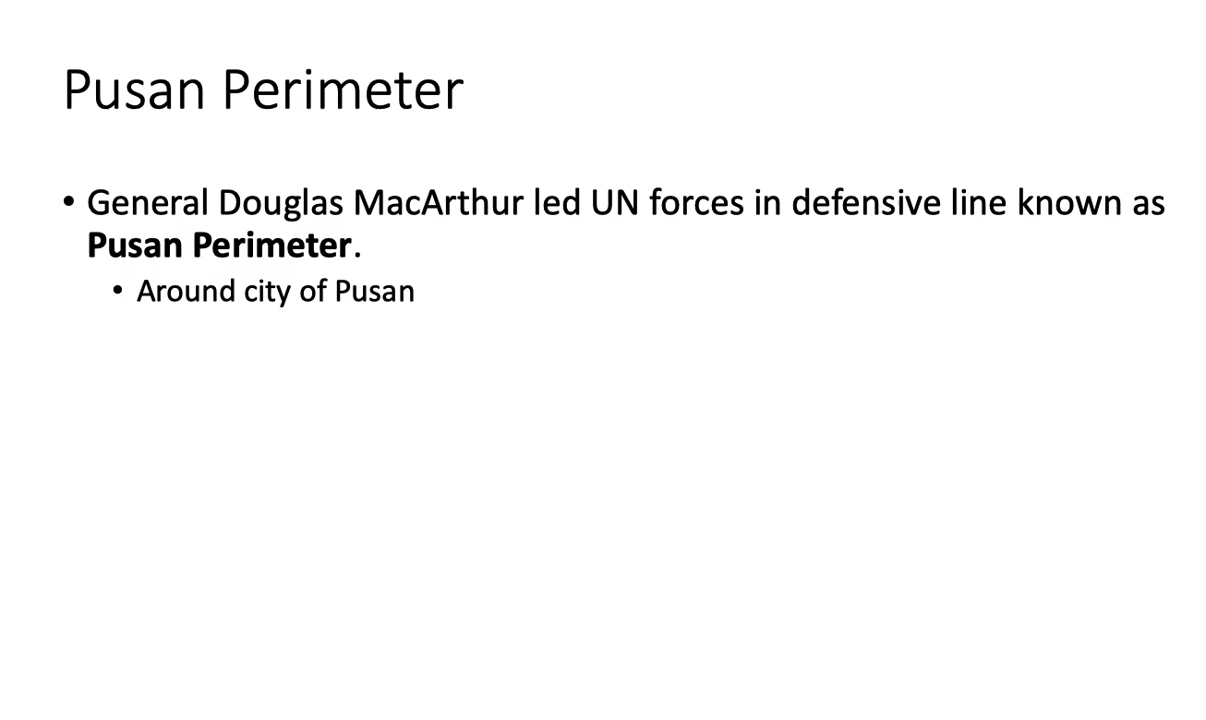 Pusan Perimeter
• General Douglas MacArthur led UN forces in defensive line known as
Pusan Perimeter.
• Around city of Pusan